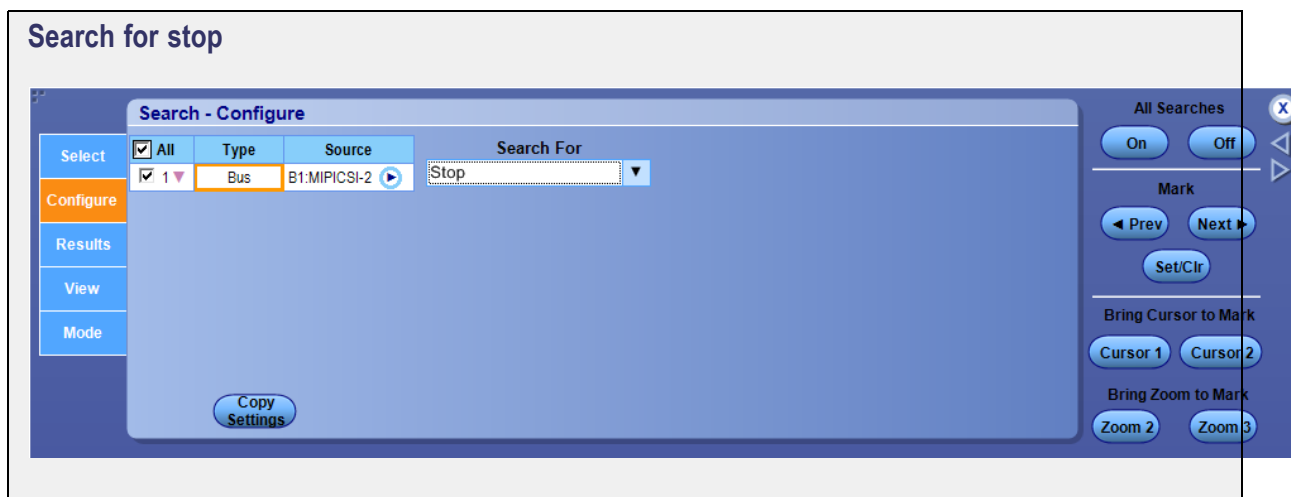 Search for stop
Search - Configure
Select
Configure
Results
View
Mode
All Type Source
1 Bus B1:MIPICSI-2
Search For
Stop
Copy
Settings
All Searches
X
On Off
Mark
Prev Next
Set/Clr
Bring Cursor to Mark
Cursor 1 Cursor 2
Bring Zoom to Mark
Zoom 2 Zoom 3